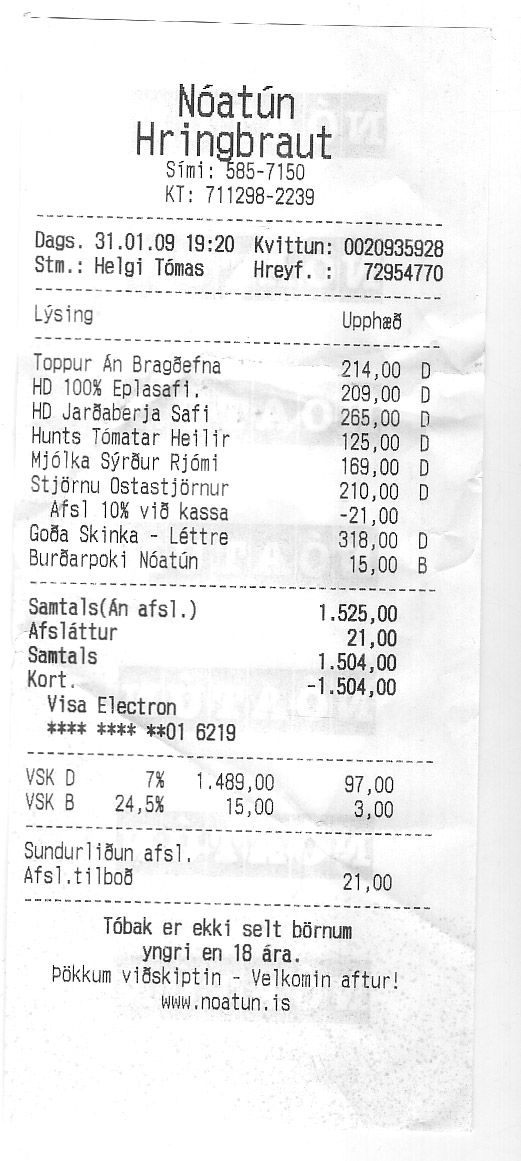 Nóatún
Hringbraut
Sími: 585-7150
KT: 711298-2239
Dags. 31.01.09 19:20 Kvittun: 0020935928
Stm.: Helgi Tómas Hreyf. : 72954770
Lýsing Upphæð
Toppur Án Bragðefna 214,00 D
HD 100% Eplasafi. 209,00 D
HD Jarðaberja Safi 265,00 D
Hunts Tómatar Heilir 125,00 D
Mjólka Sýrður Rjómi 169,00 D
Stjörnu Ostastjörnur 210,00 D
Afsl 10% við kassa -21,00
Goða Skinka - Léttre 318,00 D
Burðarpoki Nóatún 15,00 B
Samtals(Án afsl.) 1.525,00
Afsláttur 21,00
Samtals 1.504,00
Kort. -1.504,00
Visa Electron
**** **** **01 6219
VSK D 7% 1.489,00 97,00
VSK B 24,5% 15,00 3,00
Sundurliðun afsl.
Afsl.tilboð 21,00
Tóbak er ekki selt börnum
yngri en 18 ára.
Þökkum viðskiptin - Velkomin aftur!
www.noatun.is